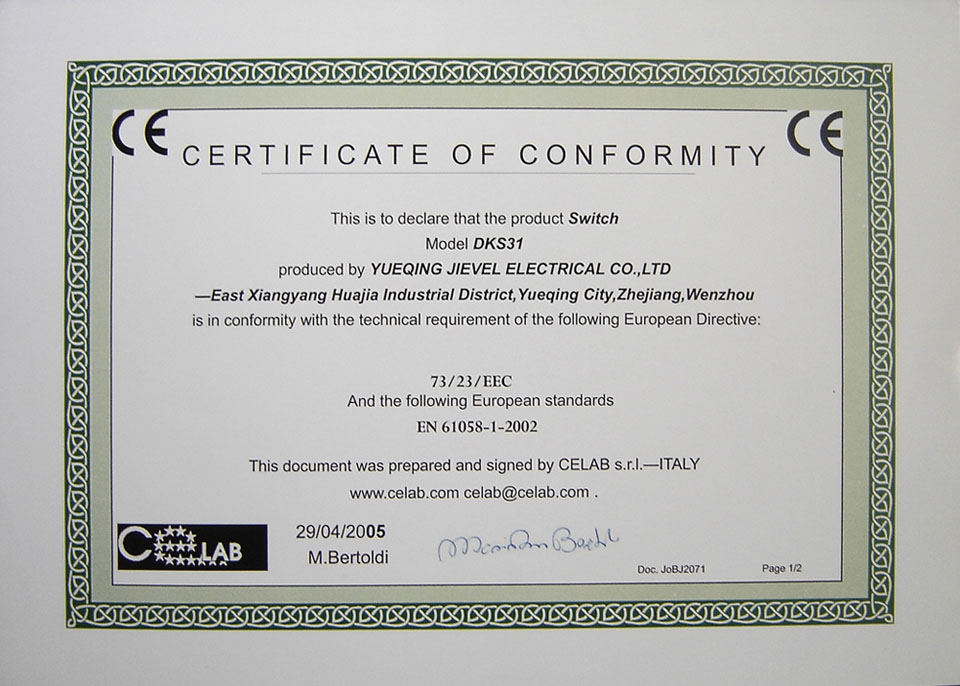 CE CERTIFICATE OF CONFORMITY CE
This is to declare that the product Switch
Model DKS31
produced by YUEQING JIEVEL ELECTRICAL CO.,LTD
—East Xiangyang Huajia Industrial District,Yueqing City,Zhejiang,Wenzhou
is in conformity with the technical requirement of the following European Directive:
73/23/EEC
And the following European standards
EN 61058-1-2002
This document was prepared and signed by CELAB s.r.l.—ITALY
www.celab.com celab@celab.com .
CELAB
29/04/2005
M.Bertoldi
Doc. JoBJ2071 Page 1/2